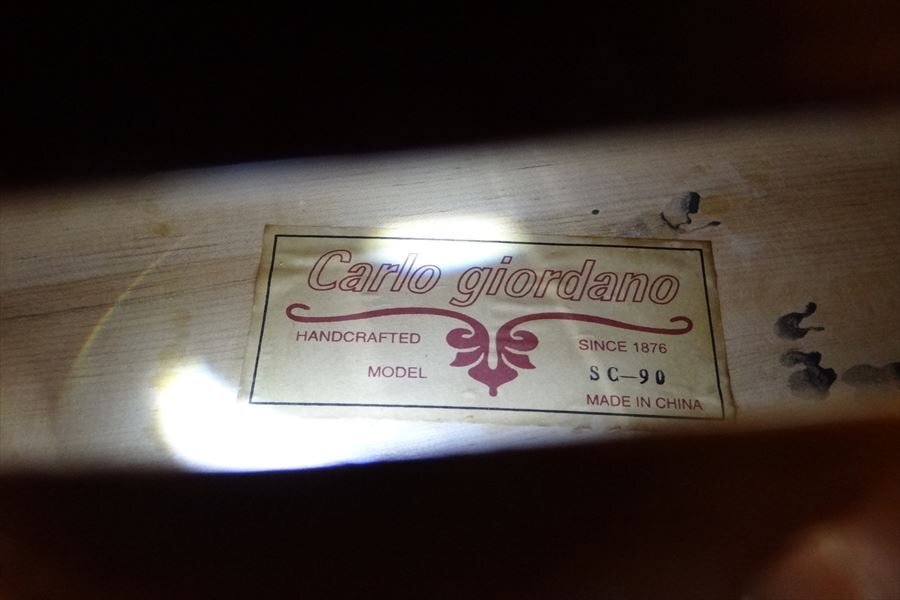 Carlo giordano
HANDCRAFTED SINCE 1876
MODEL SC-90
MADE IN CHINA